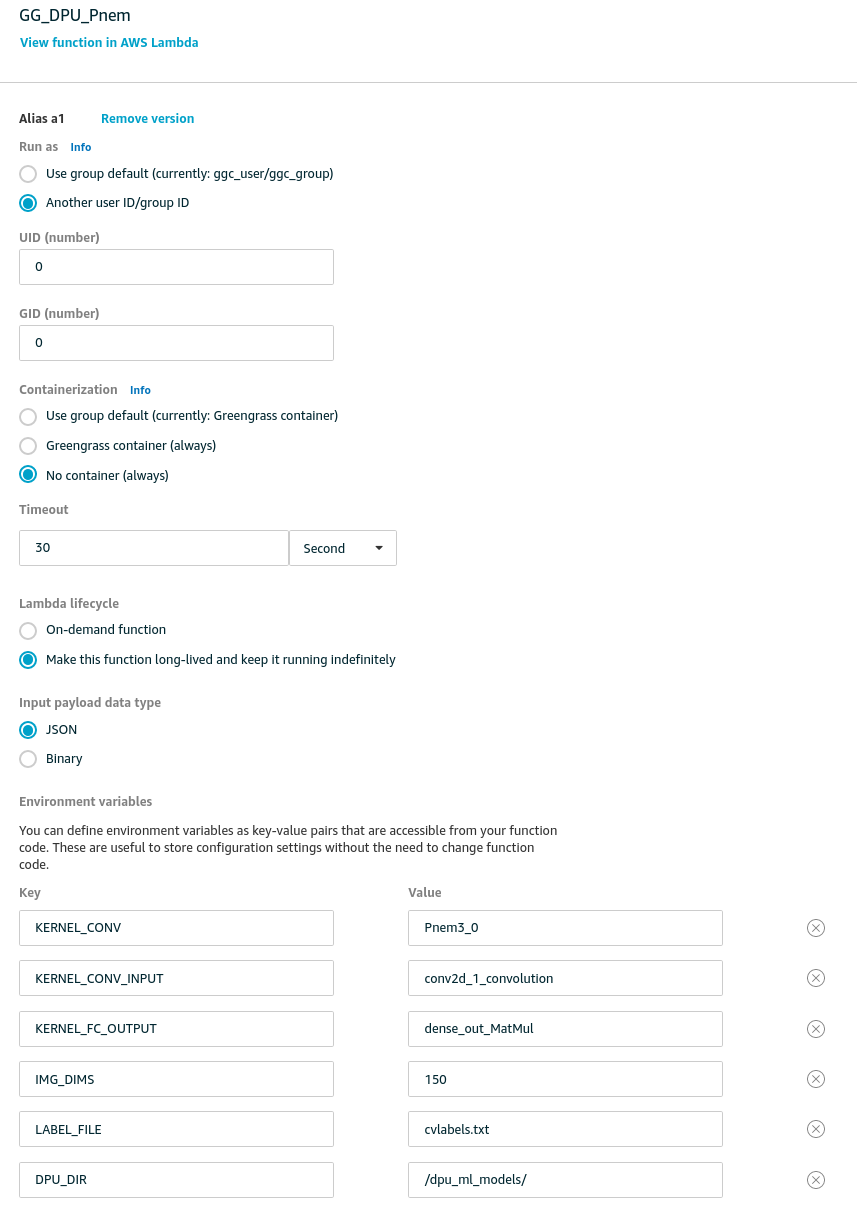 GG_DPU_Pnem
View function in AWS Lambda
Alias a1 Remove version
Run as Info
Use group default (currently: ggc_user/ggc_group)
Another user ID/group ID
UID (number)
0
GID (number)
0
Containerization Info
Use group default (currently: Greengrass container)
Greengrass container (always)
No container (always)
Timeout
30 Second
Lambda lifecycle
On-demand function
Make this function long-lived and keep it running indefinitely
Input payload data type
JSON
Binary
Environment variables
You can define environment variables as key-value pairs that are accessible from your function
code. These are useful to store configuration settings without the need to change function
code.
Key Value
KERNEL_CONV Pnem3_0
KERNEL_CONV_INPUT conv2d_1_convolution
KERNEL_FC_OUTPUT dense_out_MatMul
IMG_DIMS 150
LABEL_FILE cvlabels.txt
DPU_DIR /dpu_ml_models/